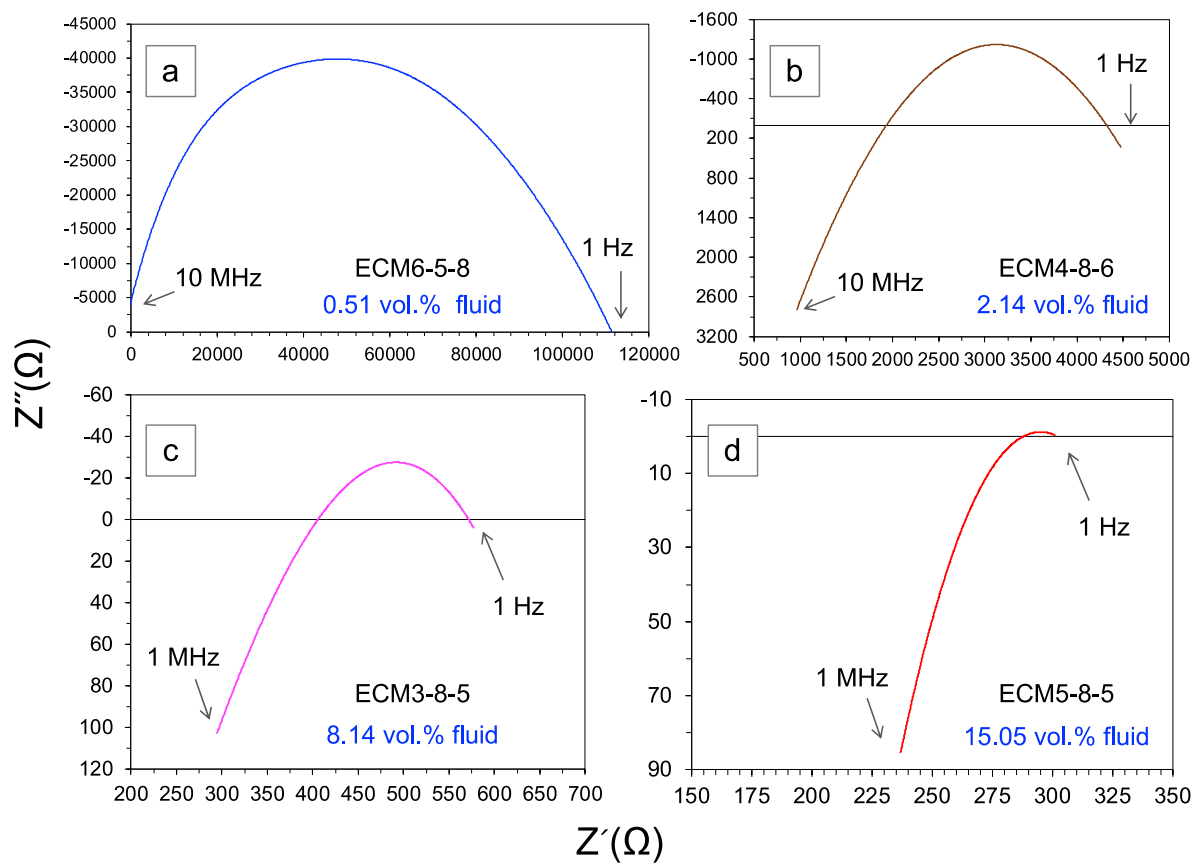 Z″(Ω)
-45000
-40000
-35000
-30000
-25000
-20000
-15000
-10000
-5000
0
a
10 MHz
1 Hz
ECM6-5-8
0.51 vol.% fluid
0 20000 40000 60000 80000 100000 120000
-1600
-1000
-400
200
800
1400
2000
2600
3200
b
1 Hz
10 MHz
ECM4-8-6
2.14 vol.% fluid
500 1000 1500 2000 2500 3000 3500 4000 4500 5000
-60
-40
-20
0
20
40
60
80
100
120
c
1 Hz
1 MHz
ECM3-8-5
8.14 vol.% fluid
200 250 300 350 400 450 500 550 600 650 700
-10
10
30
50
70
90
d
1 Hz
1 MHz
ECM5-8-5
15.05 vol.% fluid
150 175 200 225 250 275 300 325 350
Z′(Ω)